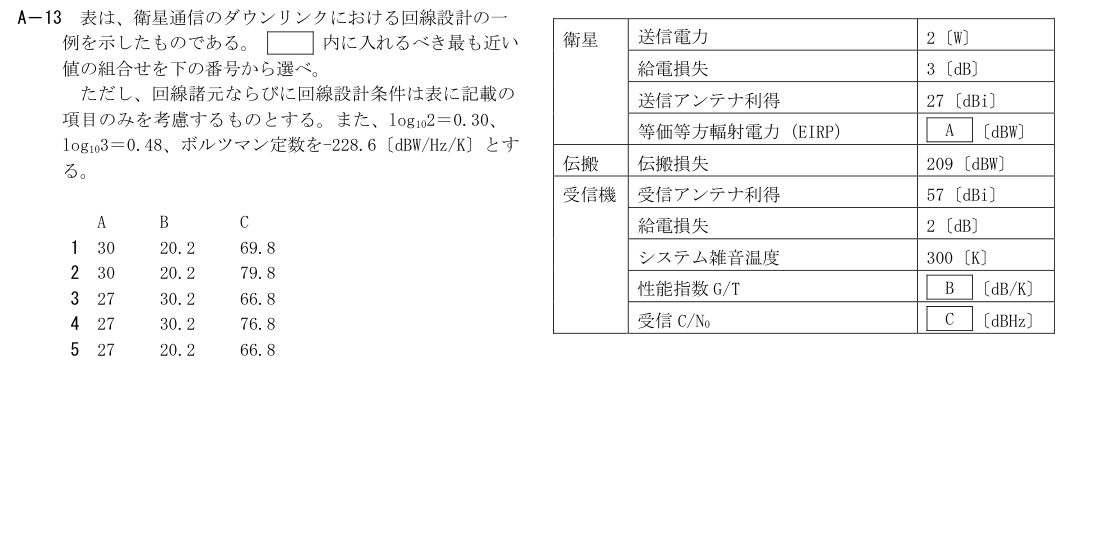 A－13　表は、衛星通信のダウンリンクにおける回線設計の一
例を示したものである。　内に入れるべき最も近い
値の組合せを下の番号から選べ。
ただし、回線諸元ならびに回線設計条件は表に記載の
項目のみを考慮するものとする。また、log₁₀2＝0.30、
log₁₀3＝0.48、ボルツマン定数を-228.6〔dBW/Hz/K〕とす
る。
A B C
1 30 20.2 69.8
2 30 20.2 79.8
3 27 30.2 66.8
4 27 30.2 76.8
5 27 20.2 66.8
衛星 送信電力 2〔W〕
給電損失 3〔dB〕
送信アンテナ利得 27〔dBi〕
等価等方輻射電力（EIRP） A〔dBW〕
伝搬 伝搬損失 209〔dBW〕
受信機 受信アンテナ利得 57〔dBi〕
給電損失 2〔dB〕
システム雑音温度 300〔K〕
性能指数 G/T B〔dB/K〕
受信 C/N₀ C〔dBHz〕